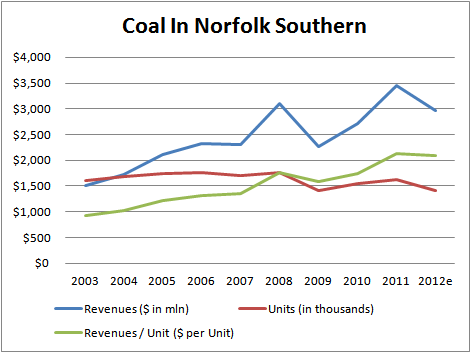 Coal In Norfolk Southern
$4,000
$3,500
$3,000
$2,500
$2,000
$1,500
$1,000
$500
$0
2003 2004 2005 2006 2007 2008 2009 2010 2011 2012e
Revenues ($ in mln) Units (in thousands)
Revenues / Unit ($ per Unit)